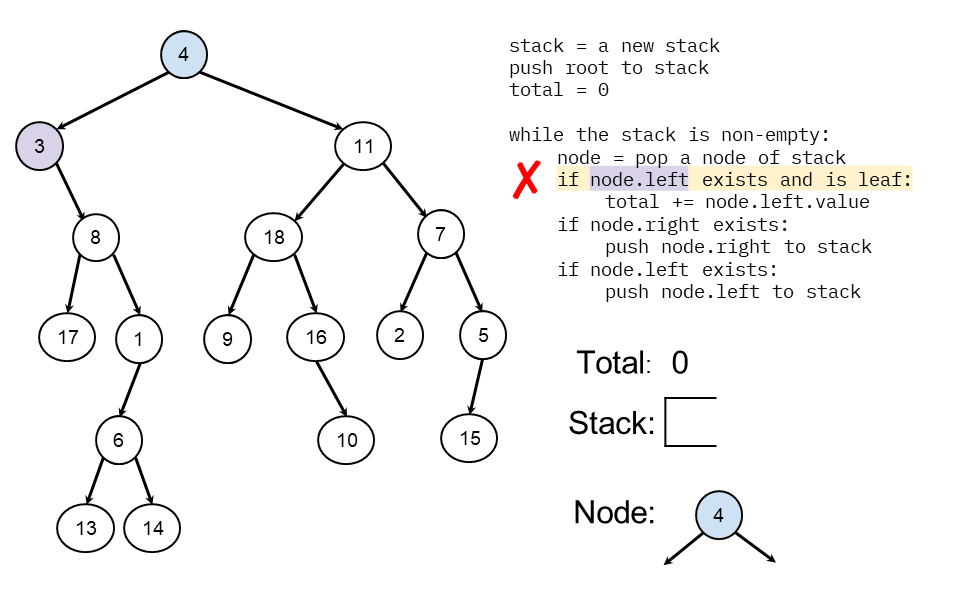 4
3
11
8
18
7
17
1
9
16
2
5
6
10
15
13
14
stack = a new stack
push root to stack
total = 0
while the stack is non-empty:
node = pop a node of stack
if node.left exists and is leaf:
total += node.left.value
if node.right exists:
push node.right to stack
if node.left exists:
push node.left to stack
Total: 0
Stack:
Node: 4